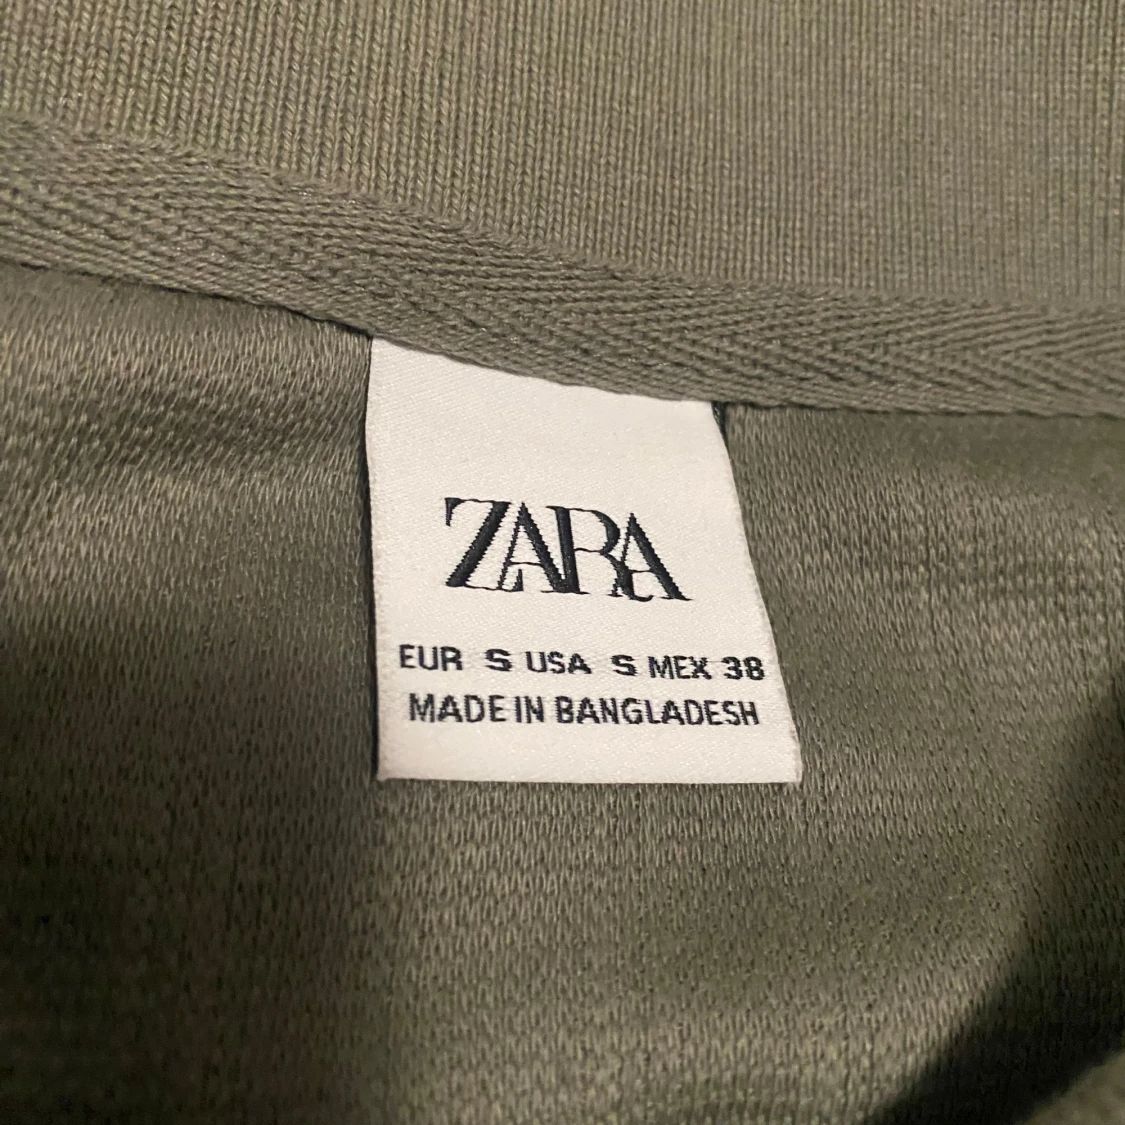 ZARA
EUR S USA S MEX 38
MADE IN BANGLADESH